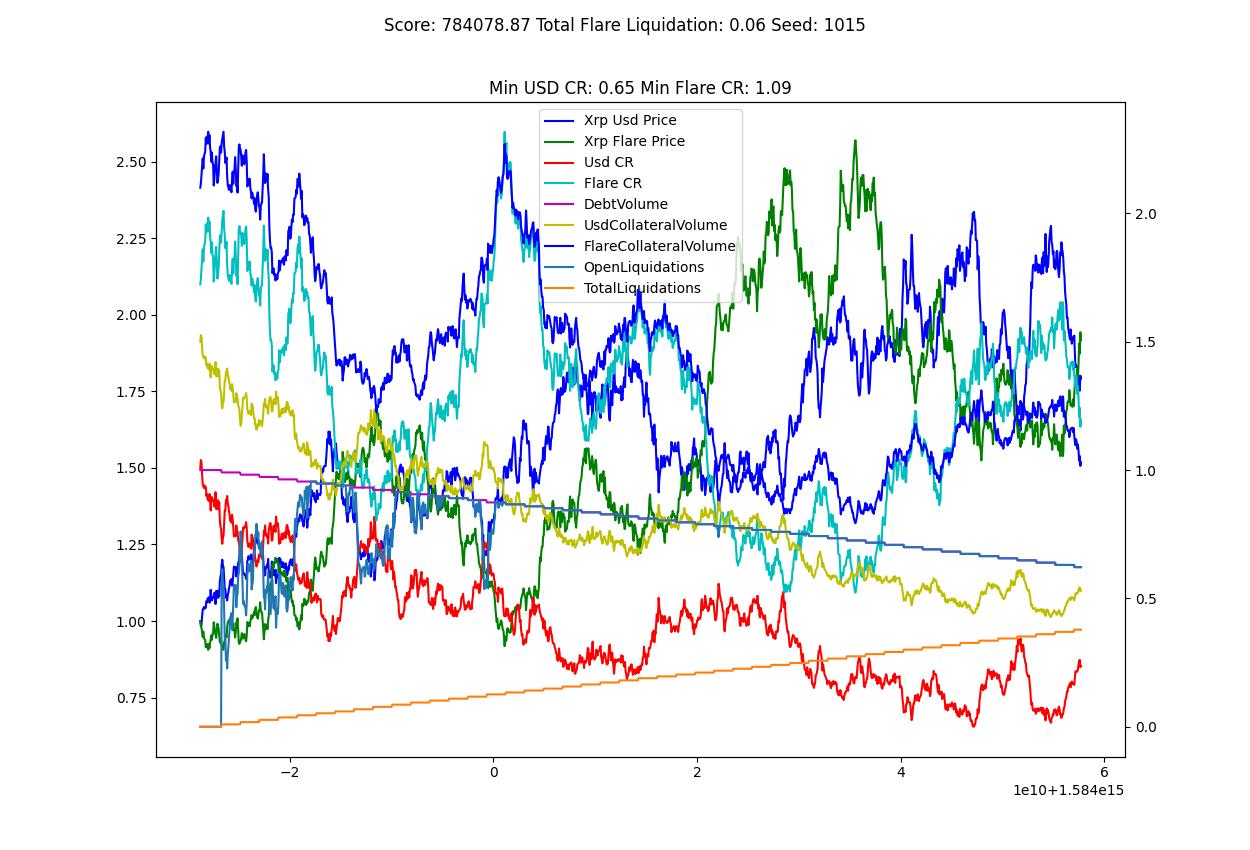 Score: 784078.87 Total Flare Liquidation: 0.06 Seed: 1015
Min USD CR: 0.65 Min Flare CR: 1.09
Xrp Usd Price
Xrp Flare Price
Usd CR
Flare CR
DebtVolume
UsdCollateralVolume
FlareCollateralVolume
OpenLiquidations
TotalLiquidations
2.50
2.25
2.00
1.75
1.50
1.25
1.00
0.75
2.0
1.5
1.0
0.5
0.0
−2 0 2 4 6
1e10+1.584e15